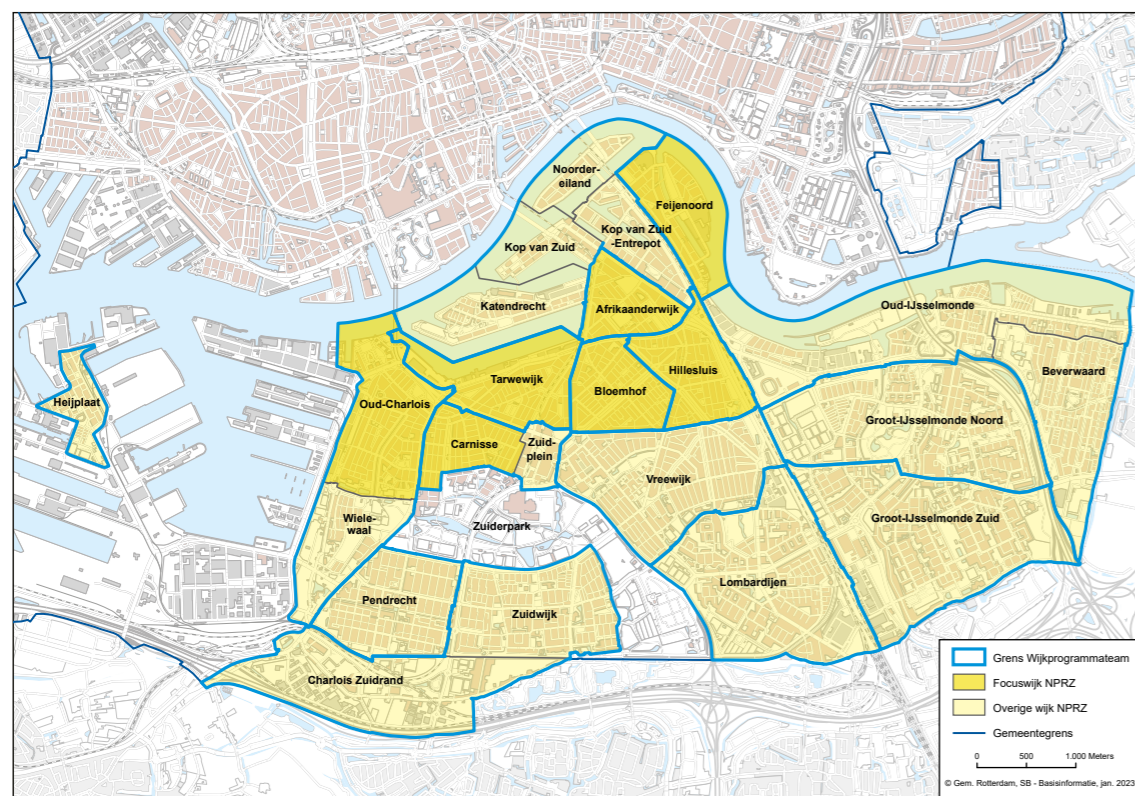 Noorder-
eiland
Feijenoord
Kop van Zuid
-Entrepot
Kop van Zuid
Katendrecht
Afrikaanderwijk
Oud-IJsselmonde
Beverwaard
Hillesluis
Tarwewijk
Bloemhof
Heijplaat
Oud-Charlois
Groot-IJsselmonde Noord
Carnisse
Zuid-
plein
Vreewijk
Wiele-
waal
Zuiderpark
Groot-IJsselmonde Zuid
Lombardijen
Pendrecht
Zuidwijk
Charlois Zuidrand
Grens Wijkprogrammateam
Focuswijk NPRZ
Overige wijk NPRZ
Gemeentegrens
0 500 1.000 Meters
© Gem. Rotterdam, SB - Basisinformatie, jan. 2023